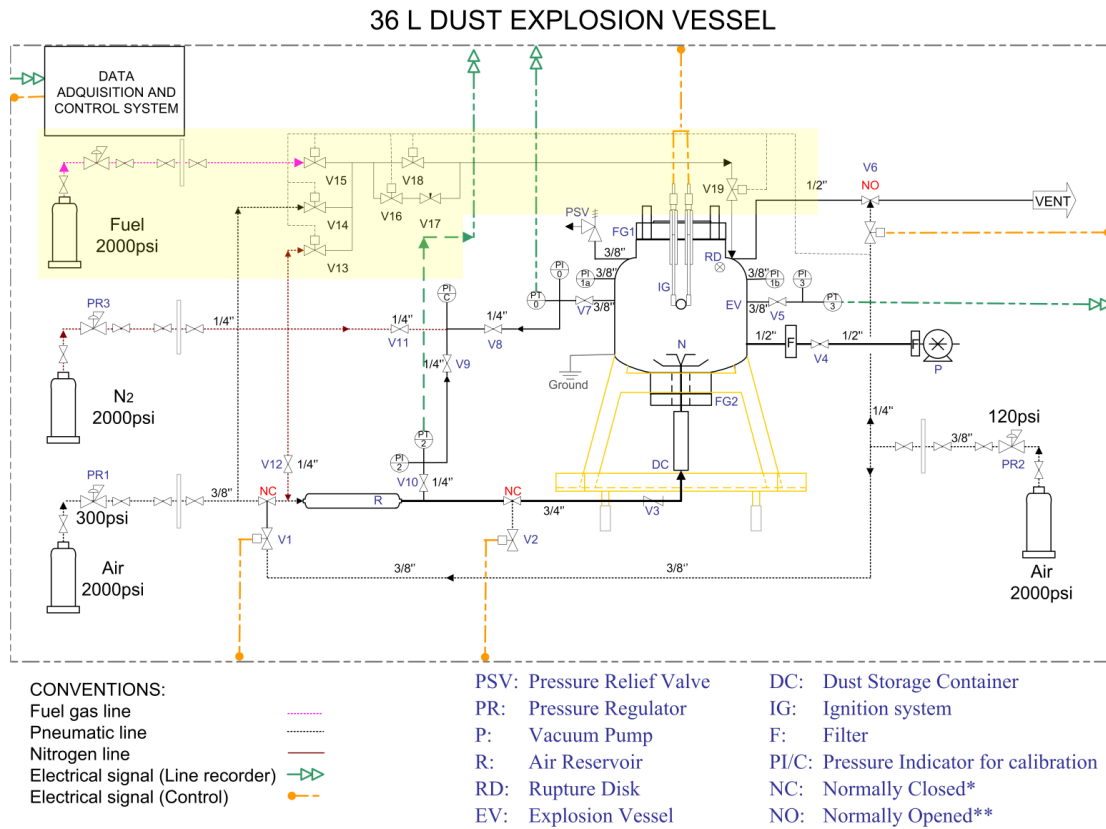 36 L DUST EXPLOSION VESSEL
DATA
ADQUISITION AND
CONTROL SYSTEM
Fuel
2000psi
V15
V18
V14
V16
V17
V13
V19
V6
NO
1/2"
VENT
PSV
FG1
3/8"
RD
IG
EV
PI
0
PI
1a
3/8"
PT
0
V7
3/8"
3/8"
PI
1b
PI
3
3/8"
V5
PT
3
PI
C
PR3
1/4"
1/4"
V11
1/4"
V8
V9
1/4"
N2
2000psi
Ground
N
1/2"
F
V4
1/2"
F
P
FG2
DC
PT
2
PI
2
V10
1/4"
V12
1/4"
1/4"
120psi
3/8"
PR2
PR1
300psi
3/8"
NC
R
NC
3/4"
V3
V1
V2
Air
2000psi
3/8"
3/8"
Air
2000psi
CONVENTIONS:
Fuel gas line
Pneumatic line
Nitrogen line
Electrical signal (Line recorder)
Electrical signal (Control)
PSV: Pressure Relief Valve
PR: Pressure Regulator
P: Vacuum Pump
R: Air Reservoir
RD: Rupture Disk
EV: Explosion Vessel
DC: Dust Storage Container
IG: Ignition system
F: Filter
PI/C: Pressure Indicator for calibration
NC: Normally Closed*
NO: Normally Opened**